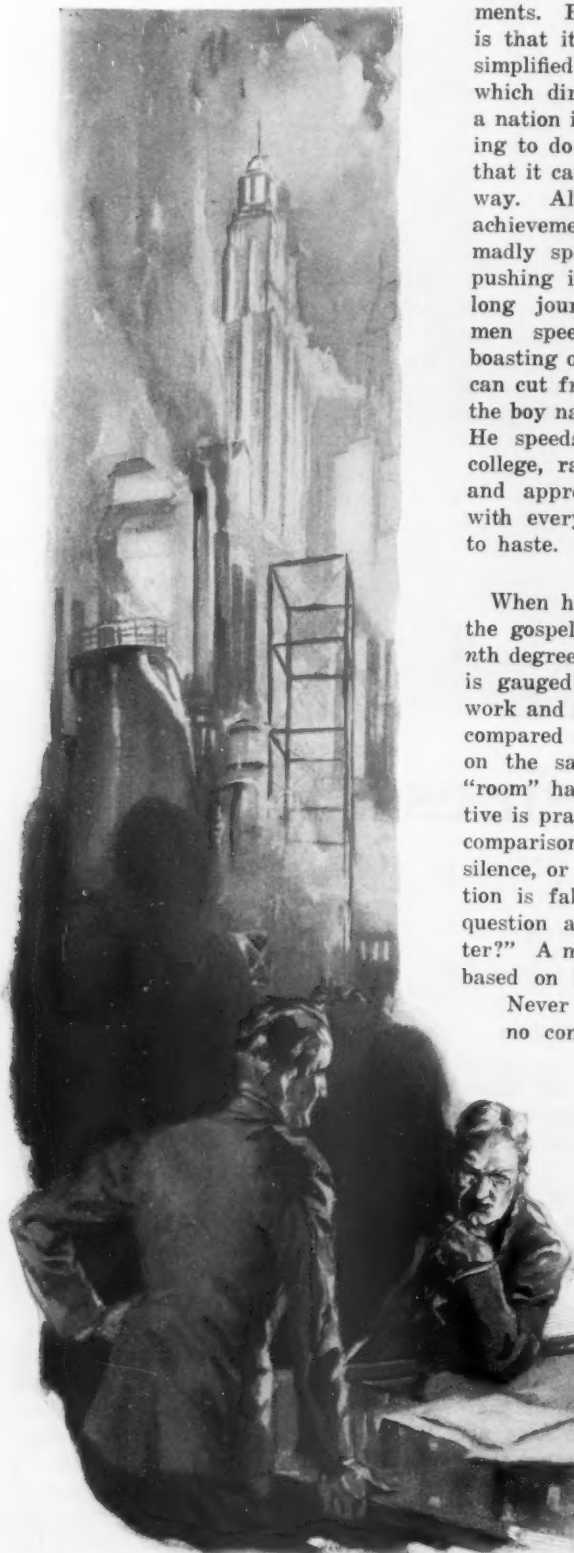 ments.
is that it
simplified
which dir
a nation i
ing to do
that it ca
way. Al
achieveme
madly sp
pushing i
long jour
men spee
boasting o
can cut fr
the boy na
He speeds
college, ra
and appro
with every
to haste.
When h
the gospel
nth degree
is gauged
work and
compared
on the sa
"room" ha
tive is pra
comparison
silence, or
tion is fal
question a
ter?" A m
based on
Never
no con